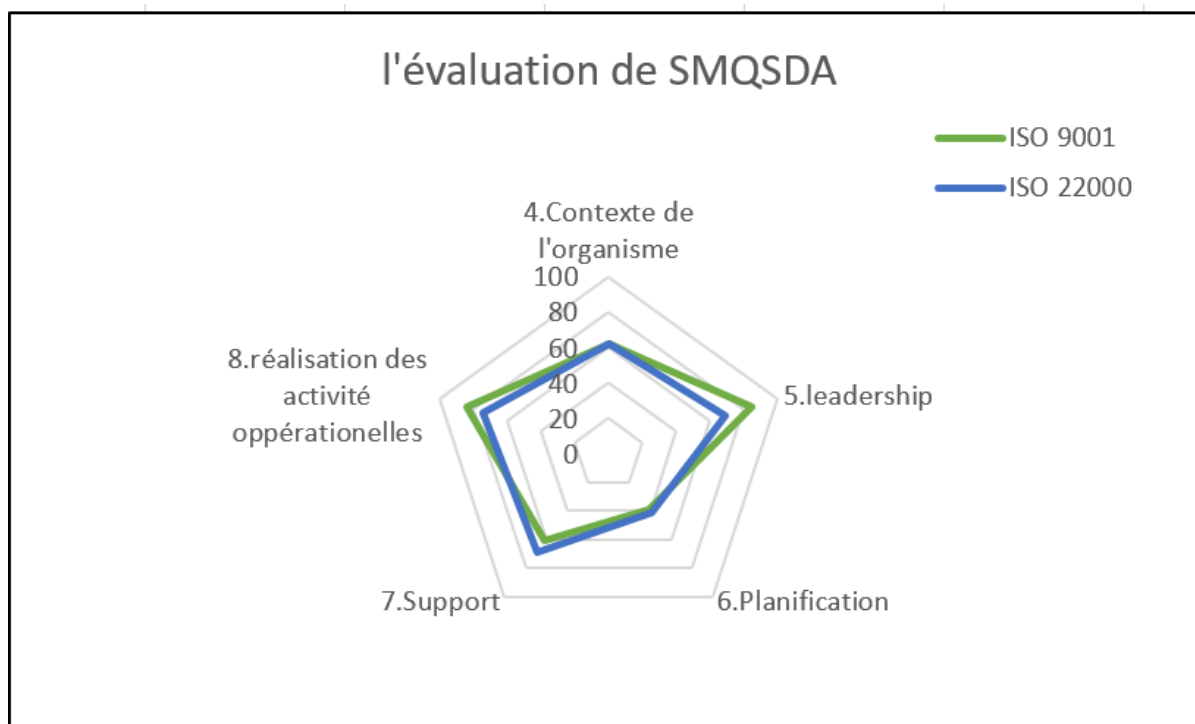 l'évaluation de SMQSDA
ISO 9001
ISO 22000
4.Contexte de
l'organisme
100
80
60
40
20
0
5.leadership
6.Planification
7.Support
8.réalisation des
activité
oppérationelles